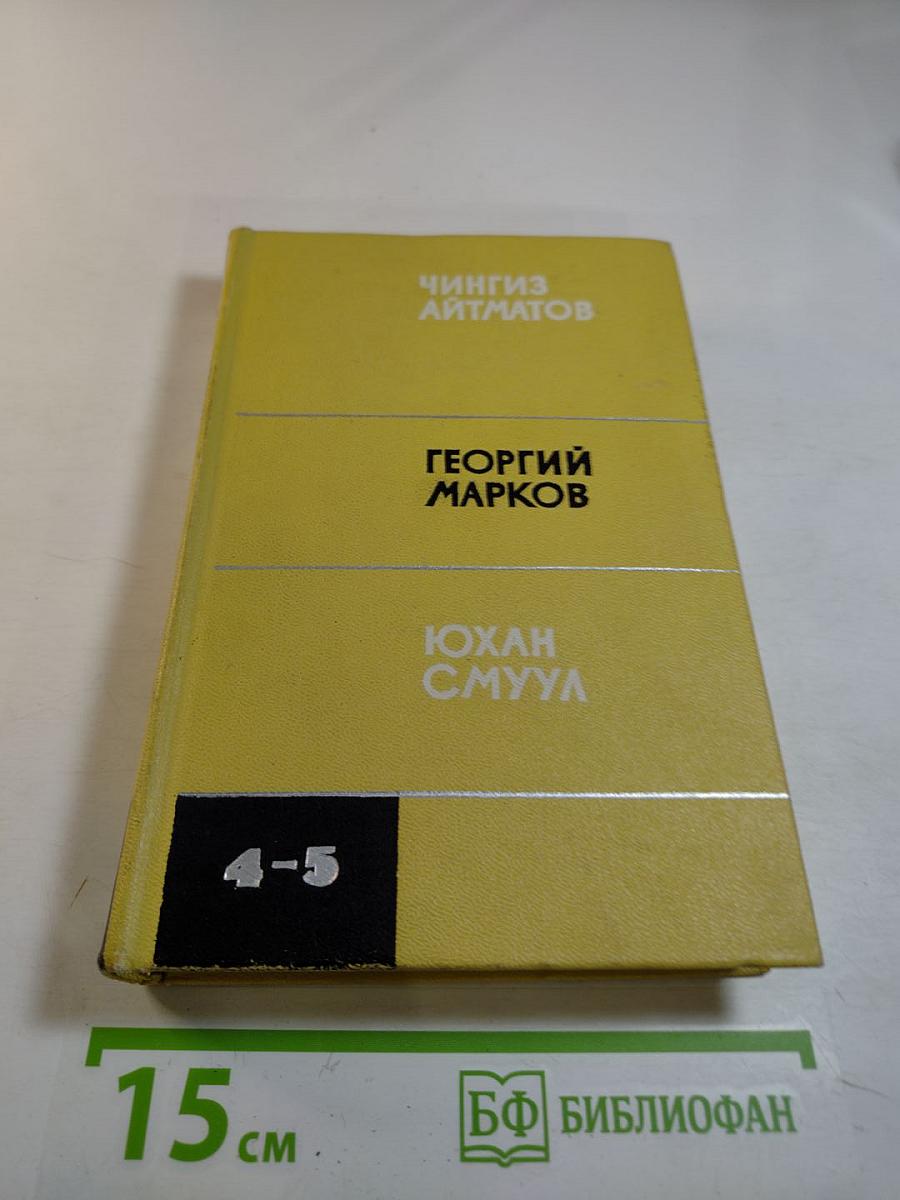 ЧИНГИЗ
АЙТМАТОВ
ГЕОРГИЙ
МАРКОВ
ЮХАН
СМУУЛ
4-5
15 см
БФ БИБЛИОФАН